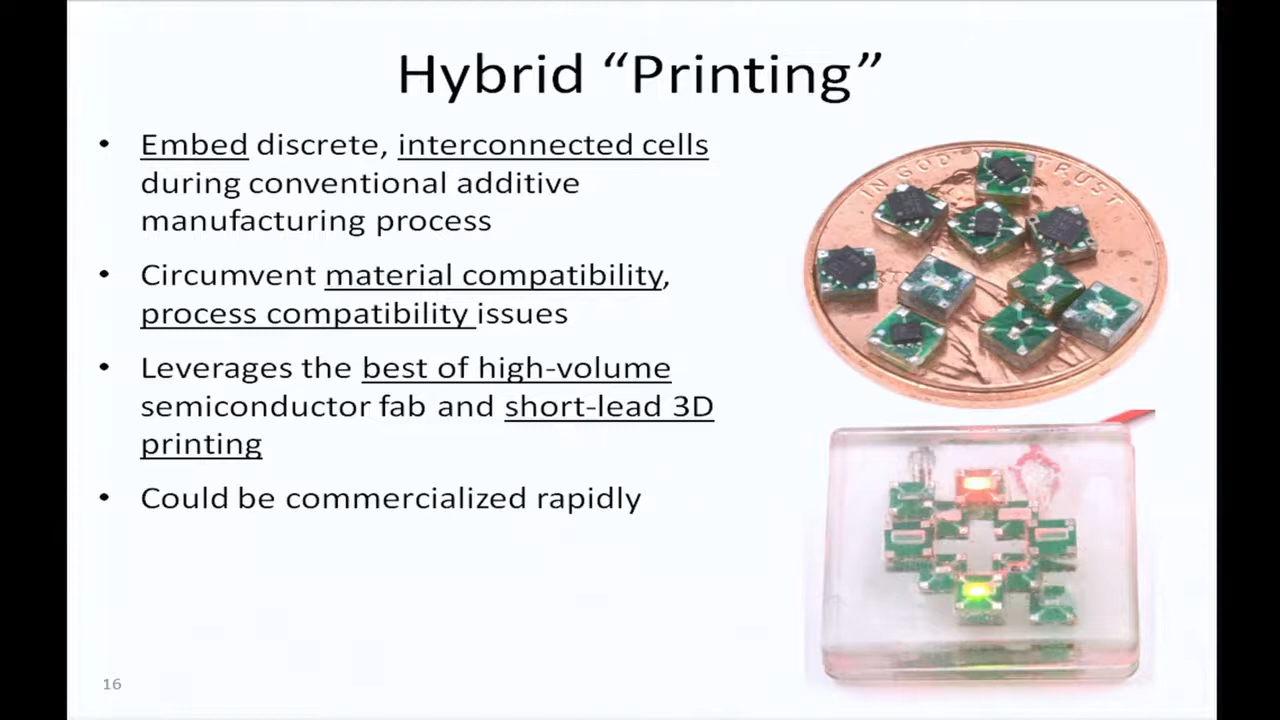 Hybrid “Printing”
• Embed discrete, interconnected cells
during conventional additive
manufacturing process
• Circumvent material compatibility,
process compatibility issues
• Leverages the best of high-volume
semiconductor fab and short-lead 3D
printing
• Could be commercialized rapidly
IN GOD TRUST
16